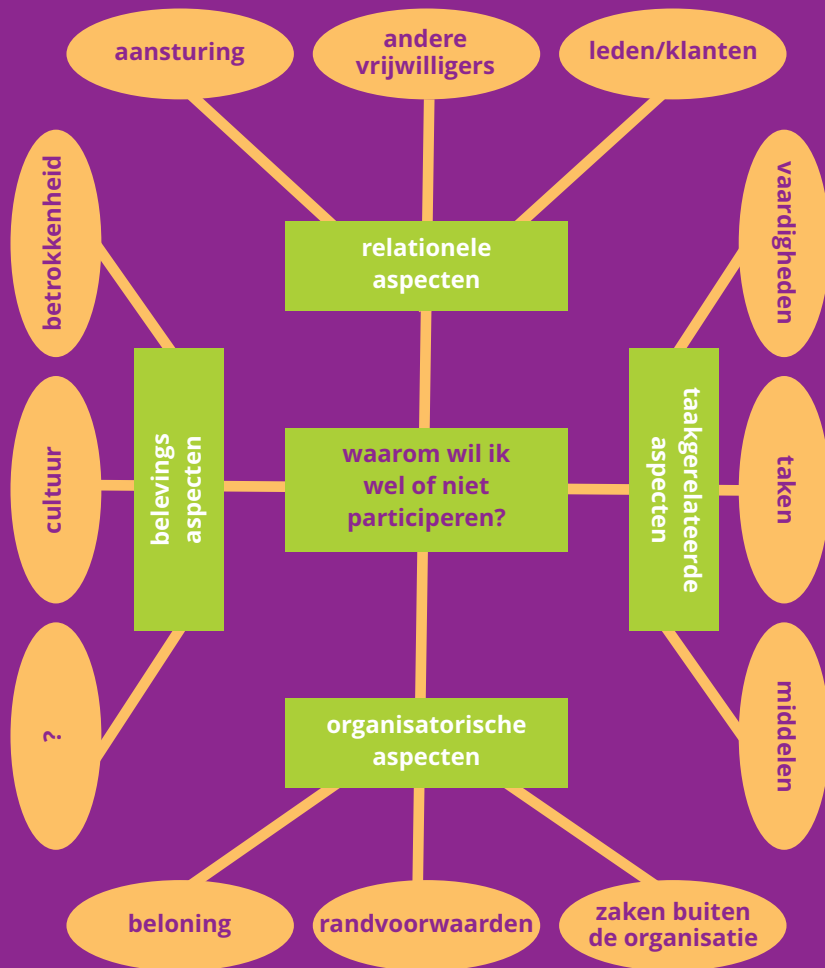 aansturing
andere
vrijwilligers
leden/klanten
betrokkenheid
vaardigheden
relationele
aspecten
cultuur
belevings
aspecten
waarom wil ik
wel of niet
participeren?
taakgerelateerde
aspecten
taken
?
organisatorische
aspecten
middelen
beloning
randvoorwaarden
zaken buiten
de organisatie